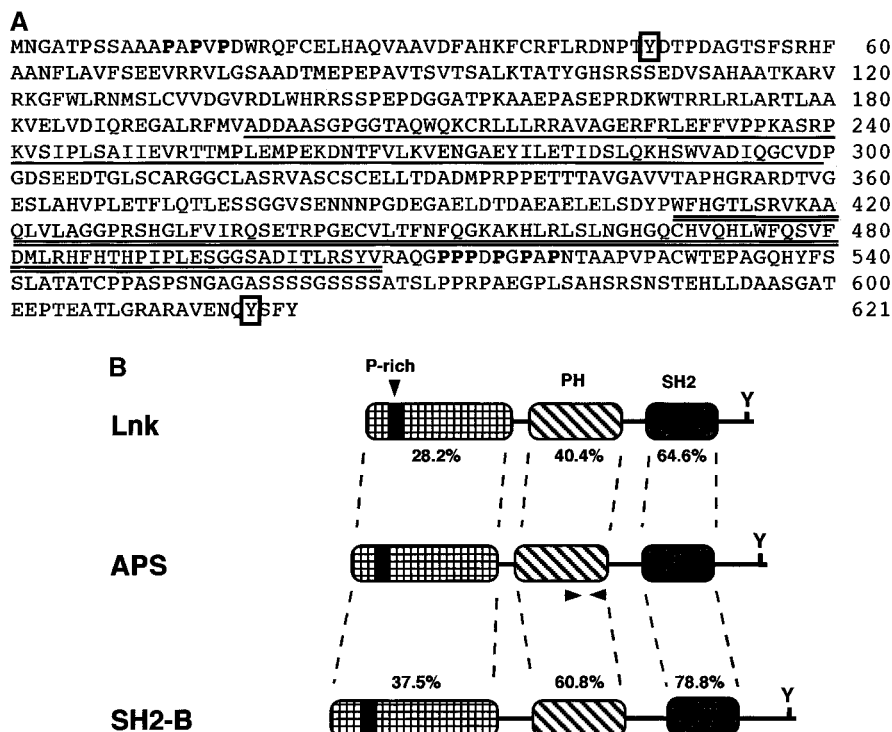 A
MNGATPSSAAAPAPVPDWRQFCELHAQVAAVDFAHKFCRFLRDNPTYDTPDAGTSFSRHF 60
AANFLAVFSEEVRRVLGSAADTMEPEPAVTSVTSALKTATYGHSRSSEDVSAHAATKARV 120
RKGFWLRNMSLCVVDGVRDLWHRRSSPEPDGGATPKAAEPASEPRDKWTRRLRLARTLAA 180
KVELVDIQREGALRFMVADDAASGPGGTAQWQKCRLLLRRAVAGERFRLEFFVPPKASRP 240
KVSIPLSAIIEVRTTMPLEMPEKDNTFVLKVENGAEYILETIDSLQKHSWVADIQGCVDP 300
GDSEEDTGLSCARGGCLASRVASCSCELLTDADMPRPPETTTAVGAVVTAPHGRARDTVG 360
ESLAHVPLETFLQTLESSGGVSENNNPGDEGAELDTDAEAELELSDYPWFHGTLSRVKAA 420
QLVLAGGPRSHGLFVIRQSETRPGECVLTFNFQGKAKHLRLSLNGHGQCHVQHLWFQSVF 480
DMLRHFHTHPIPLESGGSADITLRSYVRAQGPPPDPGPAPNTAAPVPACWTEPAGQHYFS 540
SLATATCPPASPSNGAGASSSSGSSSSATSLPPRPAEGPLSAHSRSNSTEHLLDAASGAT 600
EEPTEATLGRARAVENQYSFY 621
B
P-rich PH SH2 Y
Lnk
28.2% 40.4% 64.6%
Y
APS
37.5% 60.8% 78.8% Y
SH2-B